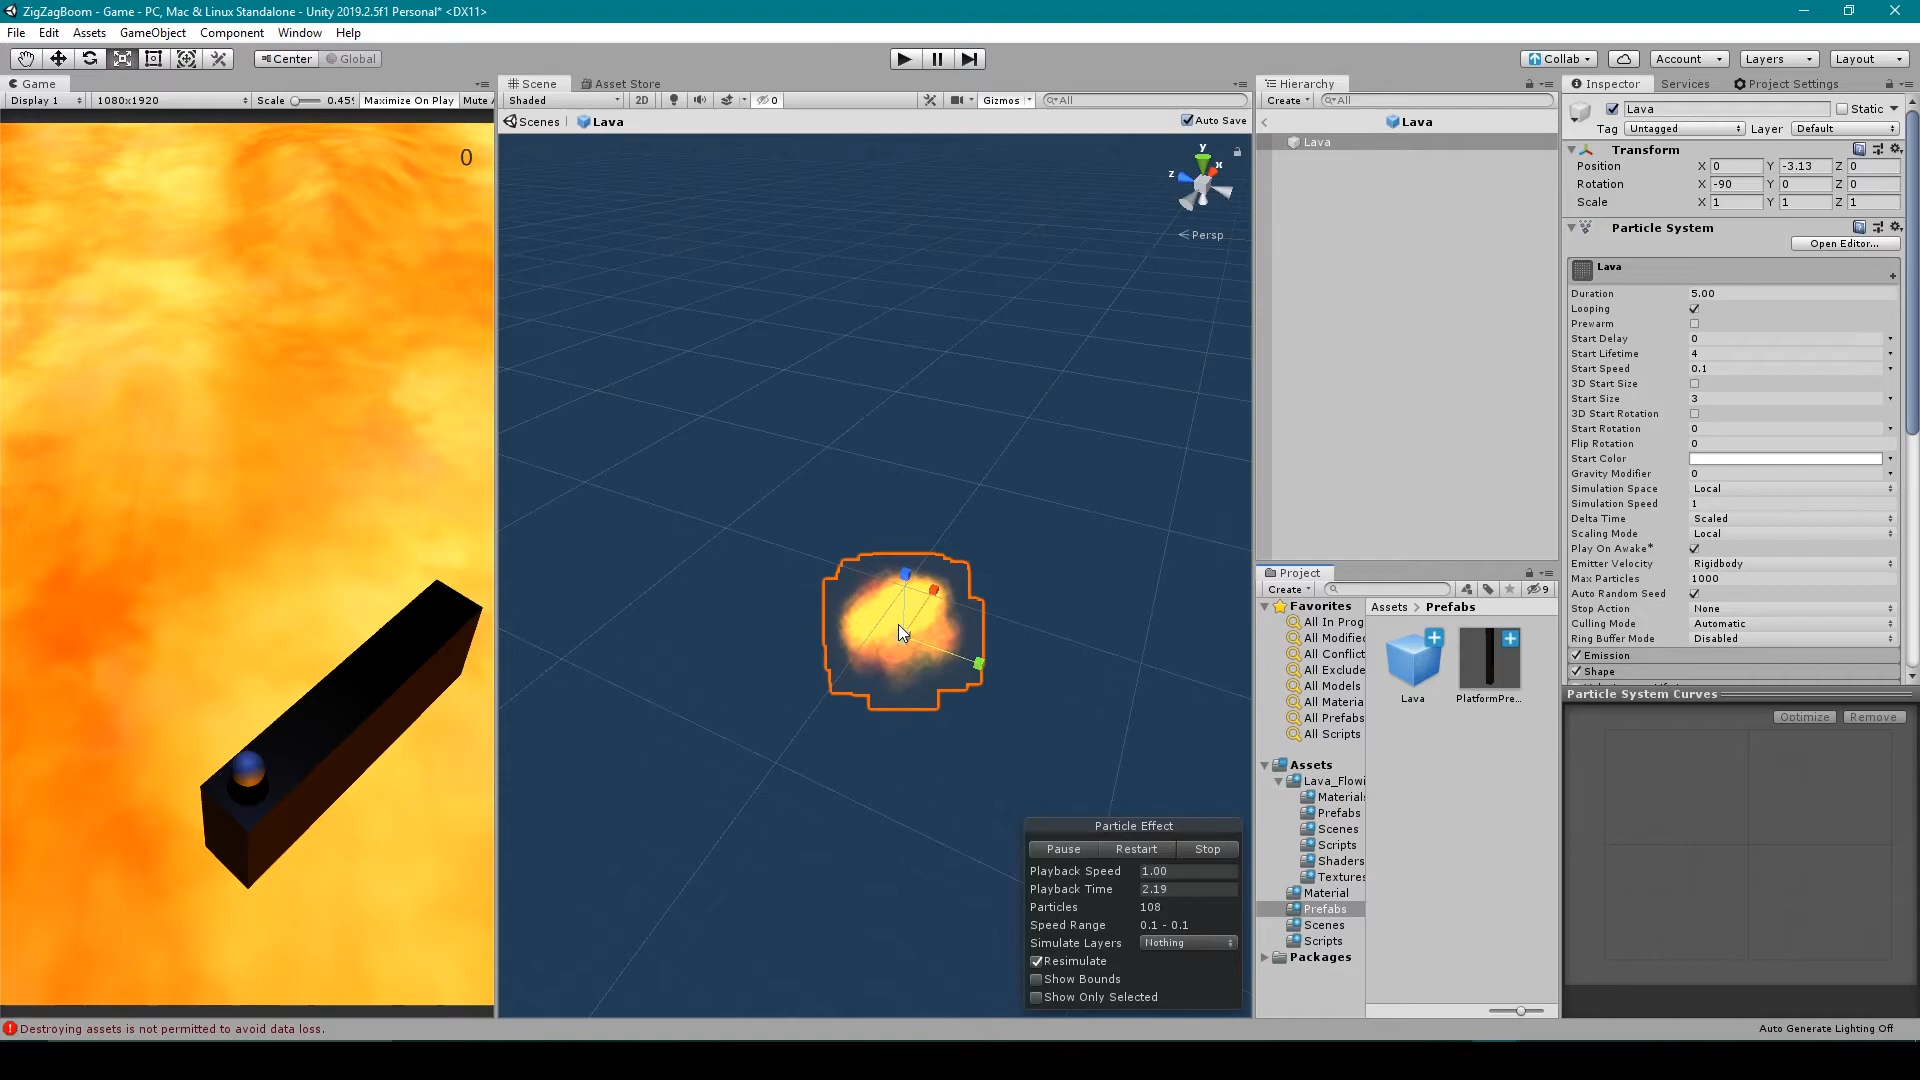 ZigZagBoom - Game - PC, Mac & Linux Standalone - Unity 2019.2.5f1 Personal* <DX11>
File Edit Assets GameObject Component Window Help
Center Global Collab Account Layers Layout
Game Scene Asset Store Hierarchy Inspector Services Project Settings
Display 1 1080x1920 Scale 0.45 Maximize On Play Mute Shaded 2D 0 Gizmos All Create All
Scenes Lava Auto Save Lava
Lava
0
y
x
z
Persp
Lava Static
Tag Untagged Layer Default
Transform
Position X 0 Y -3.13 Z 0
Rotation X -90 Y 0 Z 0
Scale X 1 Y 1 Z 1
Particle System
Open Editor...
Lava
Duration 5.00
Looping
Prewarm
Start Delay 0
Start Lifetime 4
Start Speed 0.1
3D Start Size
Start Size 3
3D Start Rotation
Start Rotation 0
Flip Rotation 0
Start Color
Gravity Modifier 0
Simulation Space Local
Simulation Speed 1
Delta Time Scaled
Scaling Mode Local
Play On Awake*
Emitter Velocity Rigidbody
Max Particles 1000
Auto Random Seed
Stop Action None
Culling Mode Automatic
Ring Buffer Mode Disabled
Emission
Shape
Particle System Curves
Optimize Remove
Project
Create 9
Favorites
All In Prog
All Modified
All Conflict
All Exclude
All Models
All Materia
All Prefabs
All Scripts
Assets
Lava_Flowi
Materials
Prefabs
Scenes
Scripts
Shaders
Textures
Material
Prefabs
Scenes
Scripts
Packages
Assets > Prefabs
Lava PlatformPre...
Particle Effect
Pause Restart Stop
Playback Speed 1.00
Playback Time 2.19
Particles 108
Speed Range 0.1 - 0.1
Simulate Layers Nothing
Resimulate
Show Bounds
Show Only Selected
Destroying assets is not permitted to avoid data loss.
Auto Generate Lighting Off